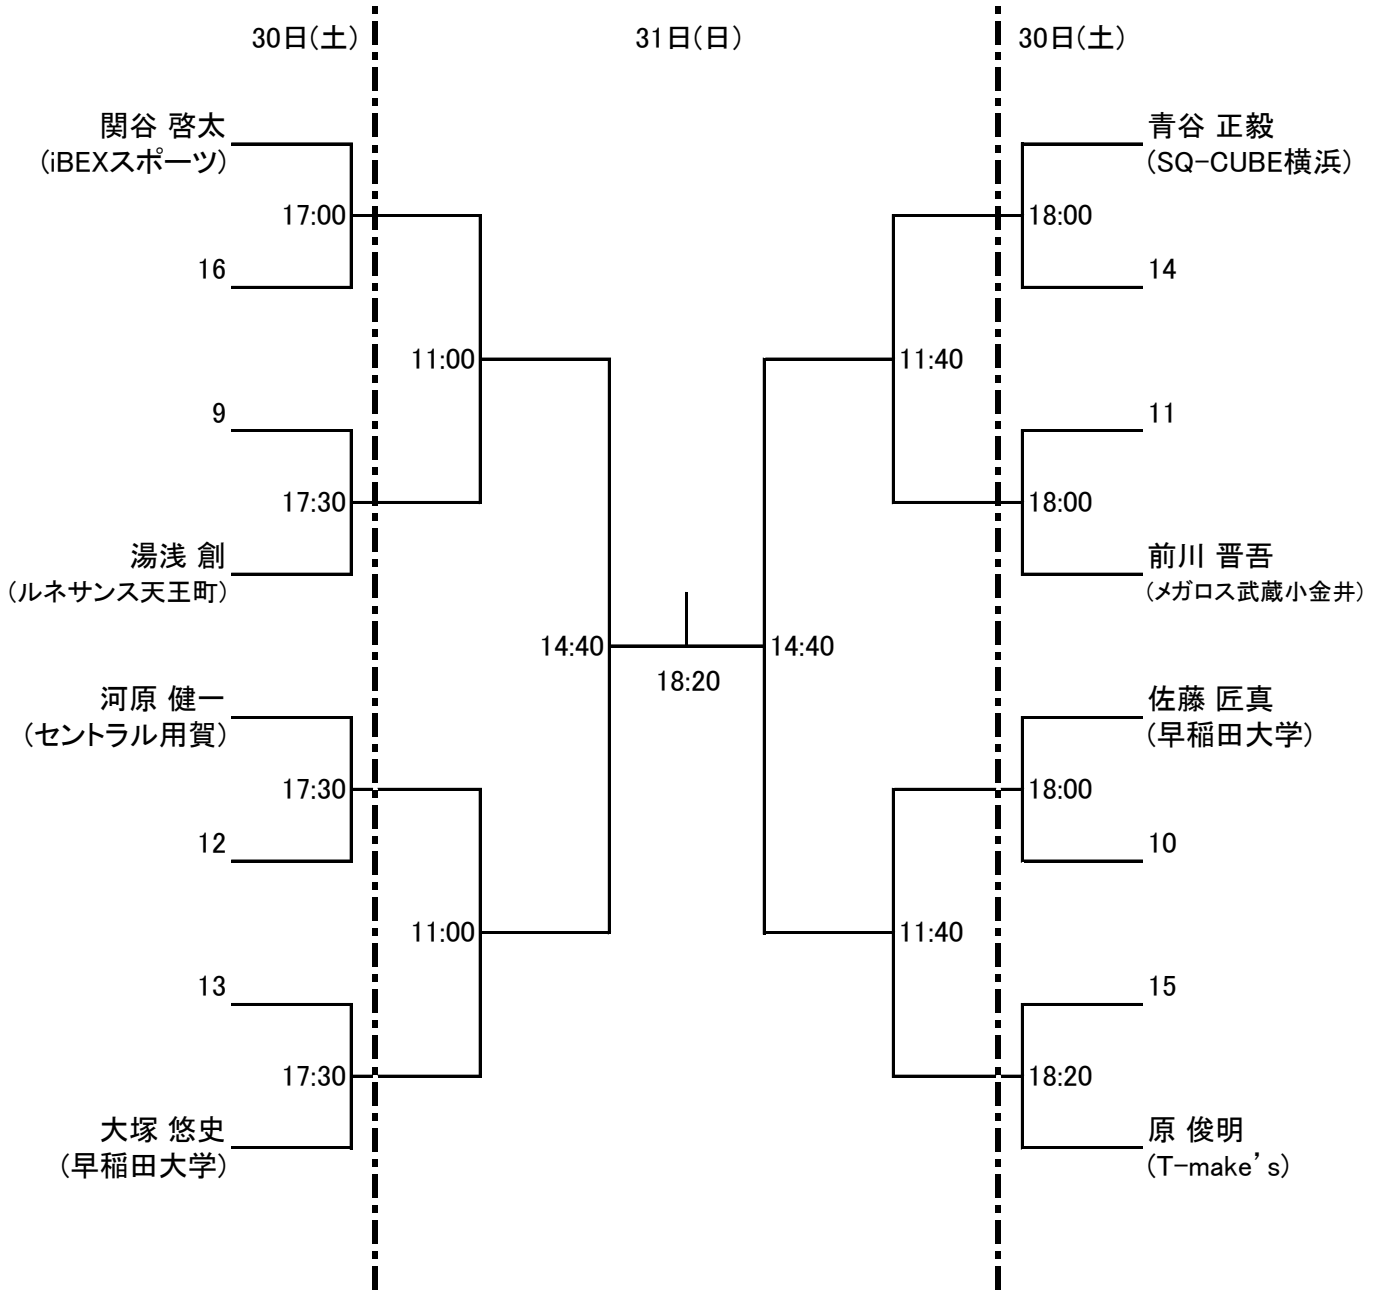 30日(土)
31日(日)
30日(土)
関谷 啓太
(iBEXスポーツ)
17:00
16
11:00
9
17:30
湯浅 創
(ルネサンス天王町)
14:40
河原 健一
(セントラル用賀)
17:30
12
11:00
13
17:30
大塚 悠史
(早稲田大学)
18:20
青谷 正毅
(SQ-CUBE横浜)
18:00
14
11:40
11
18:00
前川 晋吾
(メガロス武蔵小金井)
14:40
佐藤 匠真
(早稲田大学)
18:00
10
11:40
15
18:20
原 俊明
(T-make’s)